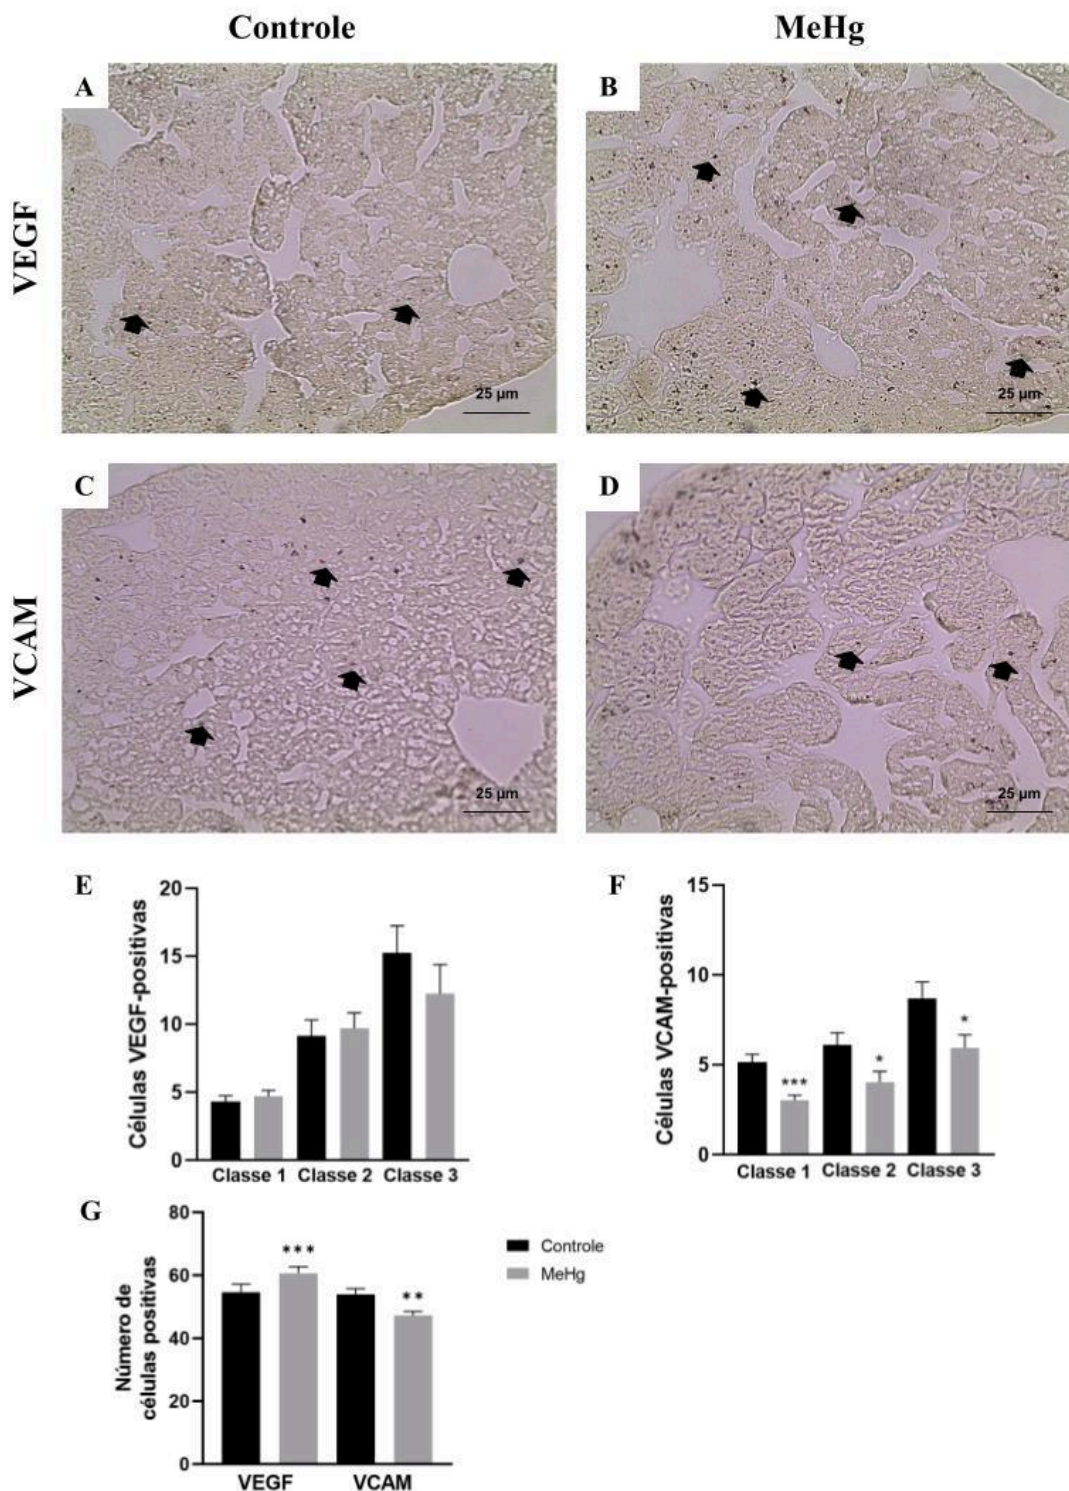 Controle MeHg
A B
VEGF
25 µm 25 µm
C D
VCAM
25 µm 25 µm
E
Células VEGF-positivas
20
15
10
5
0
Classe 1 Classe 2 Classe 3
F
Células VCAM-positivas
15
10
5
0
*** * *
Classe 1 Classe 2 Classe 3
G
Número de
células positivas
80
60
40
20
0
*** **
VEGF VCAM
Controle
MeHg